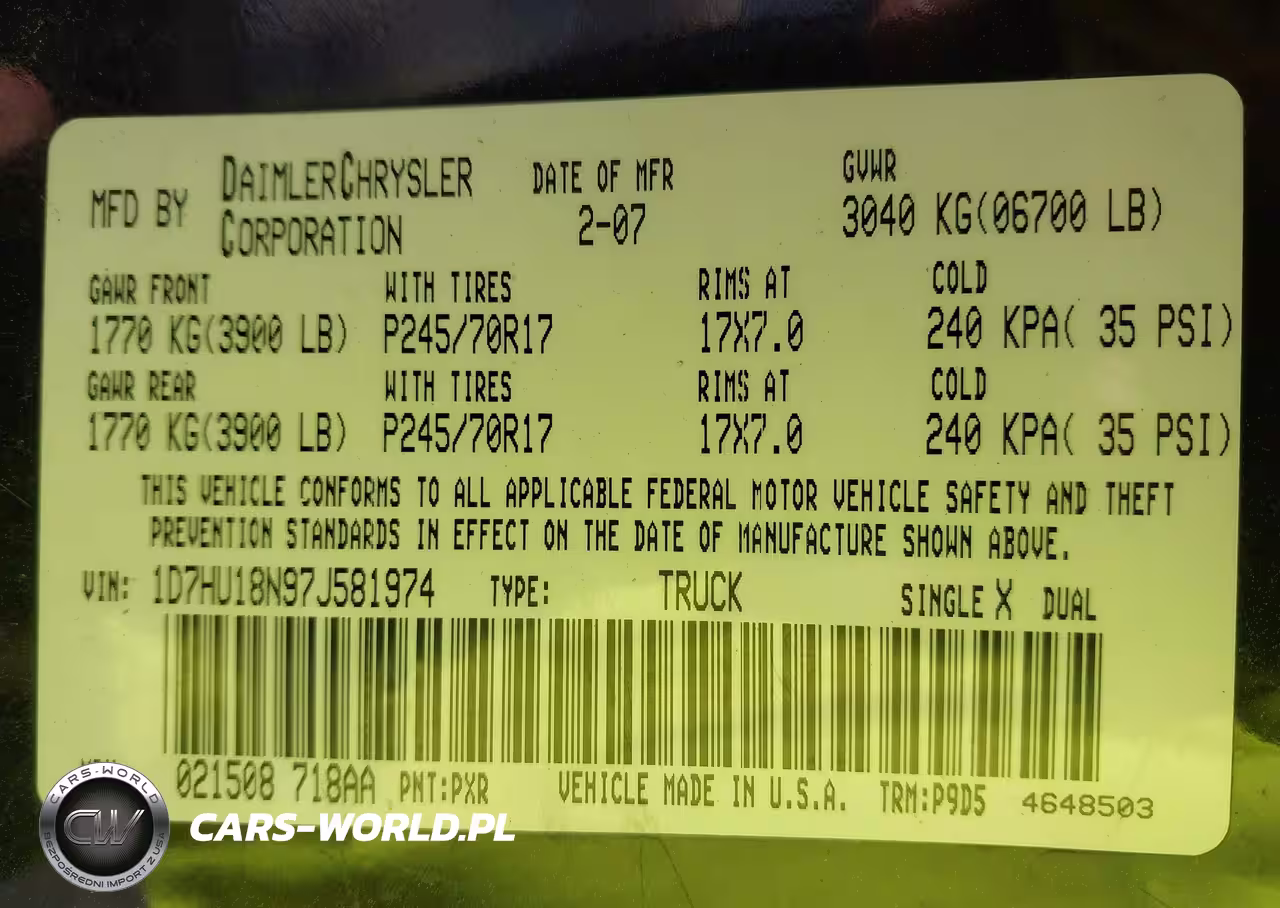 MFD BY DAIMLERCHRYSLER CORPORATION DATE OF MFR 2-07 GVWR 3040 KG(06700 LB)
GAWR FRONT WITH TIRES RIMS AT COLD
1770 KG(3900 LB) P245/70R17 17X7.0 240 KPA( 35 PSI)
GAWR REAR WITH TIRES RIMS AT COLD
1770 KG(3900 LB) P245/70R17 17X7.0 240 KPA( 35 PSI)
THIS VEHICLE CONFORMS TO ALL APPLICABLE FEDERAL MOTOR VEHICLE SAFETY AND THEFT
PREVENTION STANDARDS IN EFFECT ON THE DATE OF MANUFACTURE SHOWN ABOVE.
VIN: 1D7HU18N97J581974 TYPE: TRUCK SINGLE X DUAL
021508 718AA PNT:PXR VEHICLE MADE IN U.S.A. TRM:P9D5 4648503
CARS-WORLD
CW
BEZPOŚREDNI IMPORT Z USA
CARS-WORLD.PL